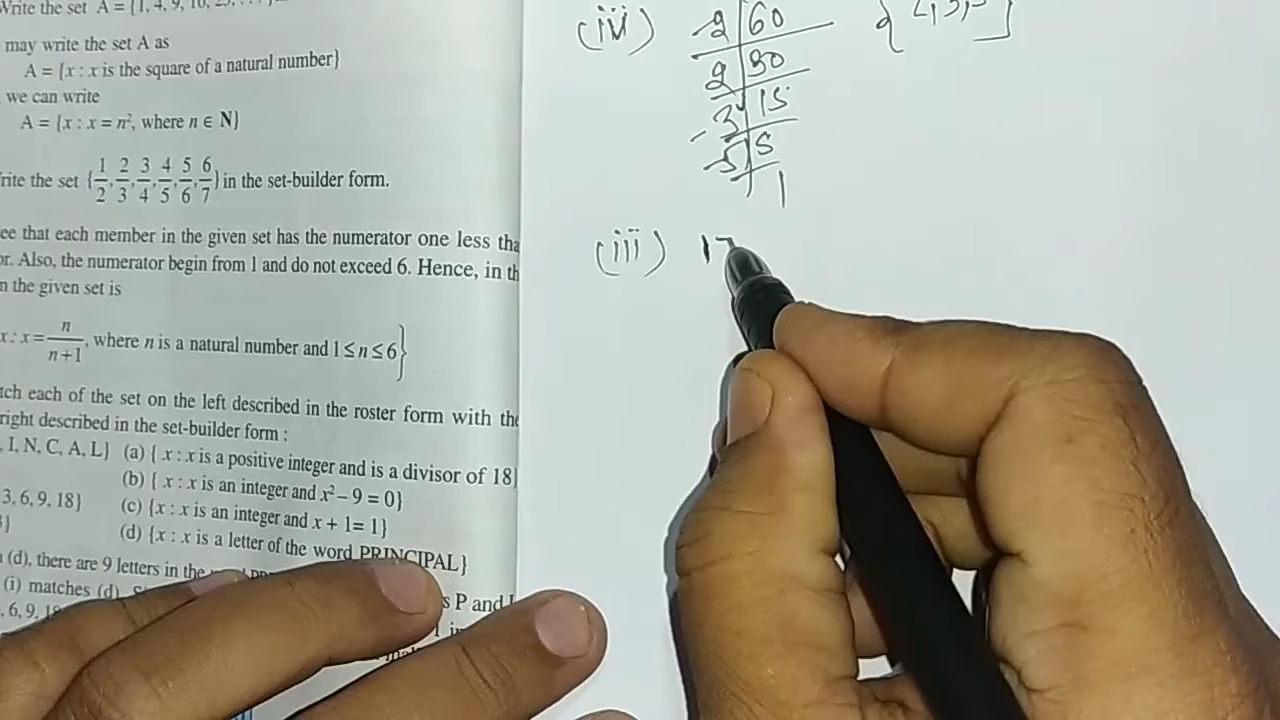 Write the set A = {1, 4, 9, 16, 25, . . .
may write the set A as
A = {x : x is the square of a natural number}
we can write
A = {x : x = n², where n ∈ N}
rite the set {1/2, 2/3, 3/4, 4/5, 5/6, 6/7} in the set-builder form.
ee that each member in the given set has the numerator one less tha
or. Also, the numerator begin from 1 and do not exceed 6. Hence, in th
n the given set is
x : x = n/n+1, where n is a natural number and 1 ≤ n ≤ 6}
tch each of the set on the left described in the roster form with the
right described in the set-builder form :
, I, N, C, A, L} (a) { x : x is a positive integer and is a divisor of 18}
(b) { x : x is an integer and x² – 9 = 0}
3, 6, 9, 18} (c) {x : x is an integer and x + 1= 1}
3} (d) {x : x is a letter of the word PRINCIPAL}
(d), there are 9 letters in the
s P and
(i) matches (d).
, 6, 9, 18
(iv) 2 | 60
2 | 30
3 | 15
5 | 5
1
(iii) 17